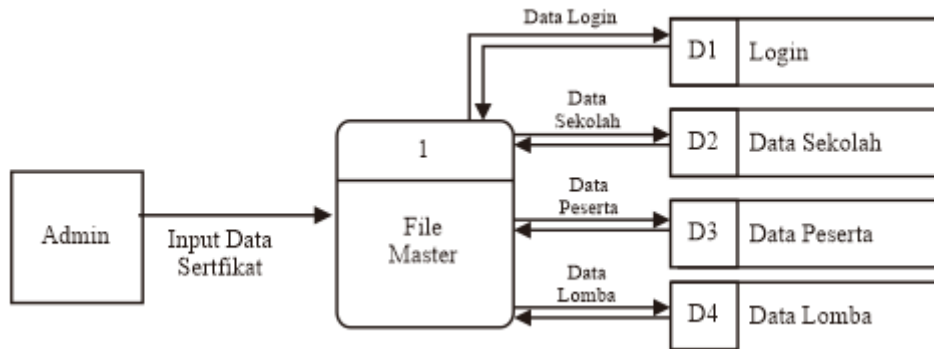 Data Login
D1 Login
Data
Sekolah
D2 Data Sekolah
1
Admin
Input Data
Sertfikat
File
Master
Data
Peserta
D3 Data Peserta
Data
Lomba
D4 Data Lomba